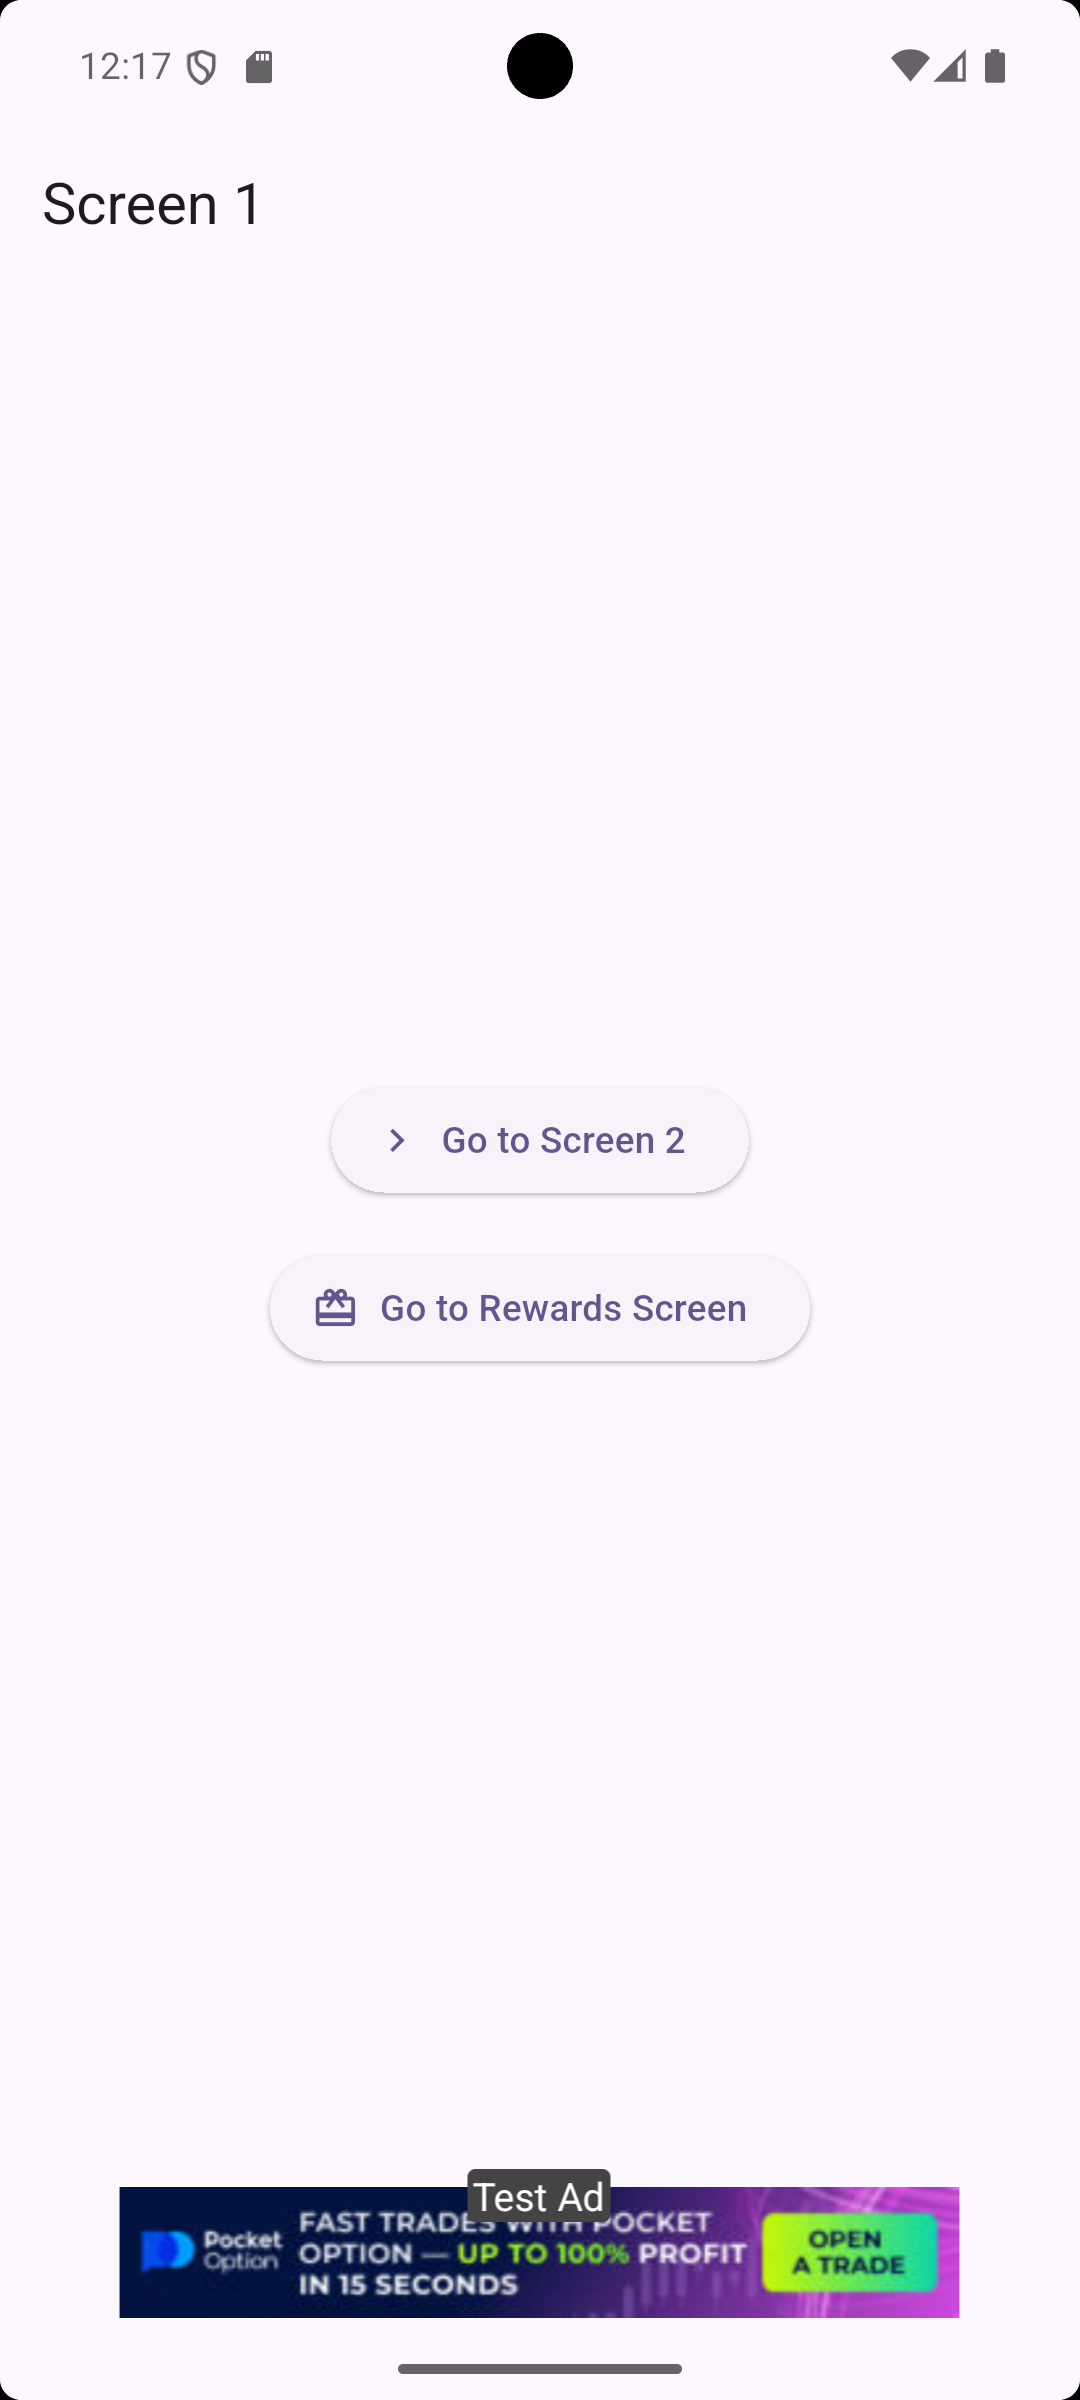 12:17
Screen 1
Go to Screen 2
Go to Rewards Screen
Test Ad
Pocket
Option
FAST TRADES WITH POCKET
OPTION — UP TO 100% PROFIT
IN 15 SECONDS
OPEN
A TRADE